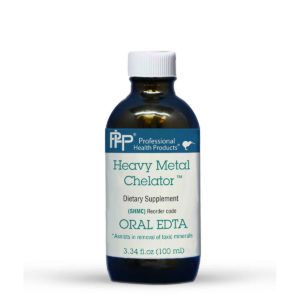 PHP
Professional
Health Products™
Heavy Metal
Chelator™
Dietary Supplement
(SHMC) Reorder code
ORAL EDTA
*Assists in removal of toxic minerals
3.34 fl.oz (100 ml)